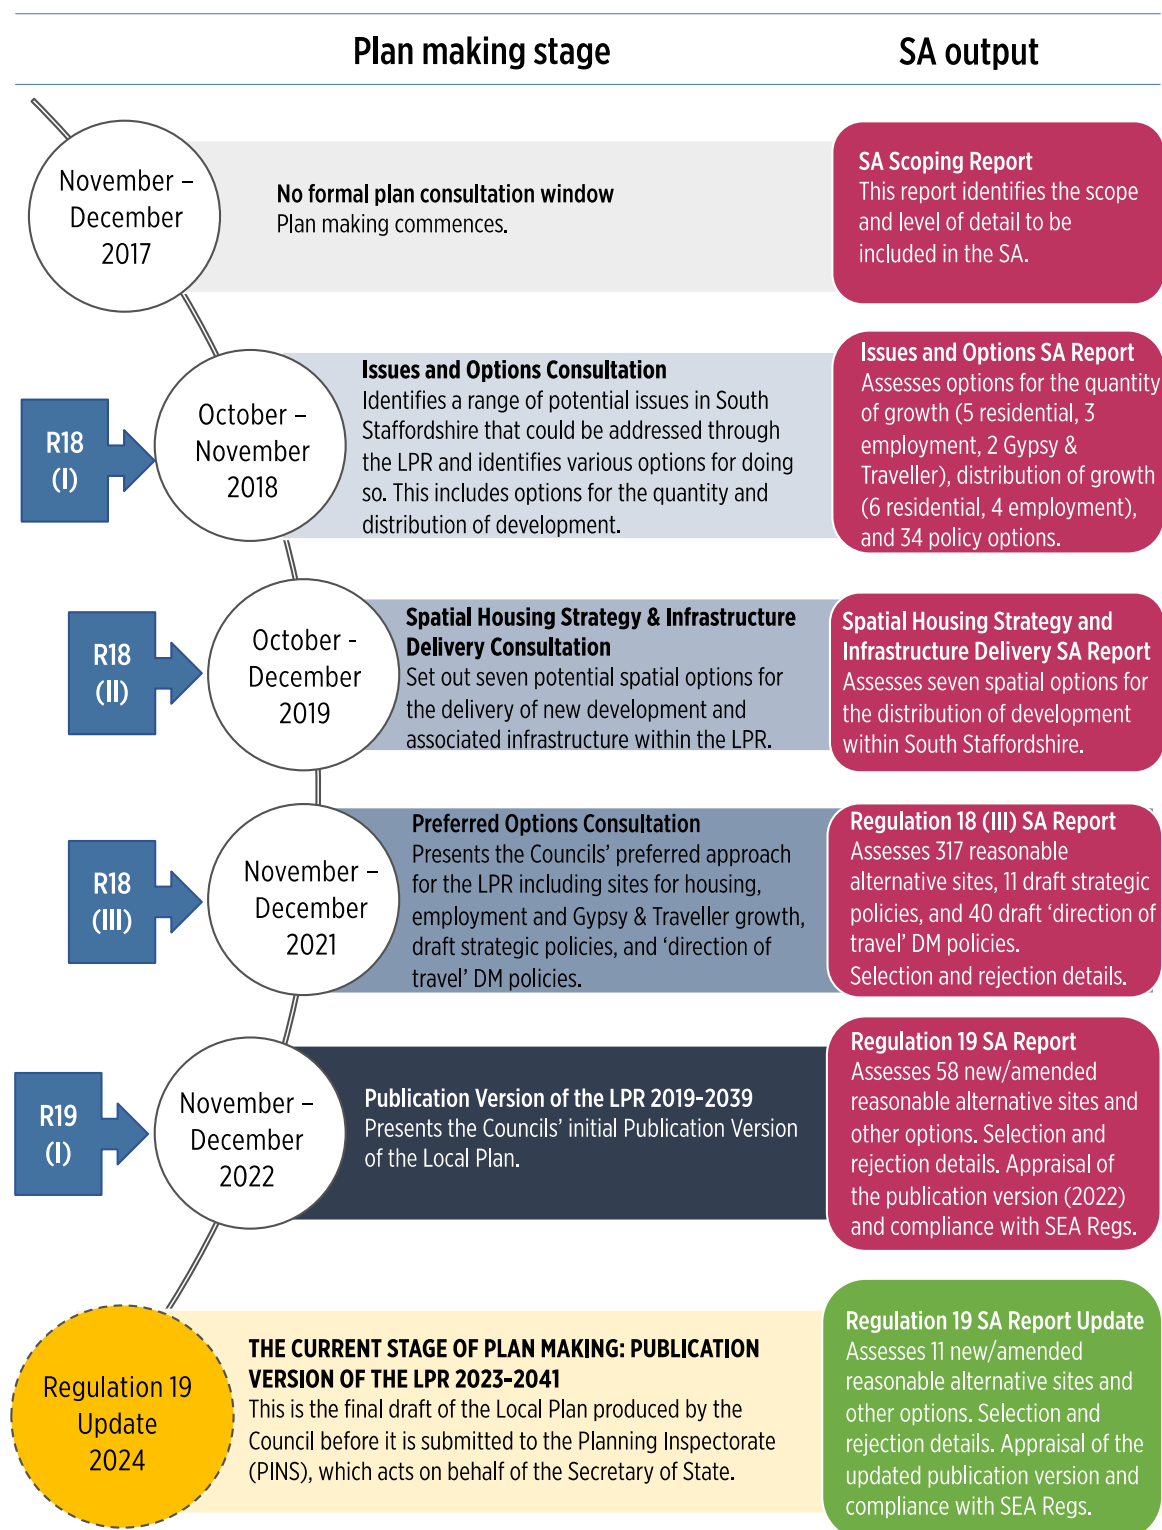 Plan making stage
SA output
November –
December
2017
No formal plan consultation window
Plan making commences.
SA Scoping Report
This report identifies the scope
and level of detail to be
included in the SA.
R18
(I)
October –
November
2018
Issues and Options Consultation
Identifies a range of potential issues in South
Staffordshire that could be addressed through
the LPR and identifies various options for doing
so. This includes options for the quantity and
distribution of development.
Issues and Options SA Report
Assesses options for the quantity
of growth (5 residential, 3
employment, 2 Gypsy &
Traveller), distribution of growth
(6 residential, 4 employment),
and 34 policy options.
R18
(II)
October -
December
2019
Spatial Housing Strategy & Infrastructure
Delivery Consultation
Set out seven potential spatial options for
the delivery of new development and
associated infrastructure within the LPR.
Spatial Housing Strategy and
Infrastructure Delivery SA Report
Assesses seven spatial options for
the distribution of development
within South Staffordshire.
R18
(III)
November –
December
2021
Preferred Options Consultation
Presents the Councils’ preferred approach
for the LPR including sites for housing,
employment and Gypsy & Traveller growth,
draft strategic policies, and ‘direction of
travel’ DM policies.
Regulation 18 (III) SA Report
Assesses 317 reasonable
alternative sites, 11 draft strategic
policies, and 40 draft ‘direction of
travel’ DM policies.
Selection and rejection details.
R19
(I)
November –
December
2022
Publication Version of the LPR 2019-2039
Presents the Councils’ initial Publication Version
of the Local Plan.
Regulation 19 SA Report
Assesses 58 new/amended
reasonable alternative sites and
other options. Selection and
rejection details. Appraisal of
the publication version (2022)
and compliance with SEA Regs.
Regulation 19
Update
2024
THE CURRENT STAGE OF PLAN MAKING: PUBLICATION
VERSION OF THE LPR 2023-2041
This is the final draft of the Local Plan produced by the
Council before it is submitted to the Planning Inspectorate
(PINS), which acts on behalf of the Secretary of State.
Regulation 19 SA Report Update
Assesses 11 new/amended
reasonable alternative sites and
other options. Selection and
rejection details. Appraisal of the
updated publication version and
compliance with SEA Regs.